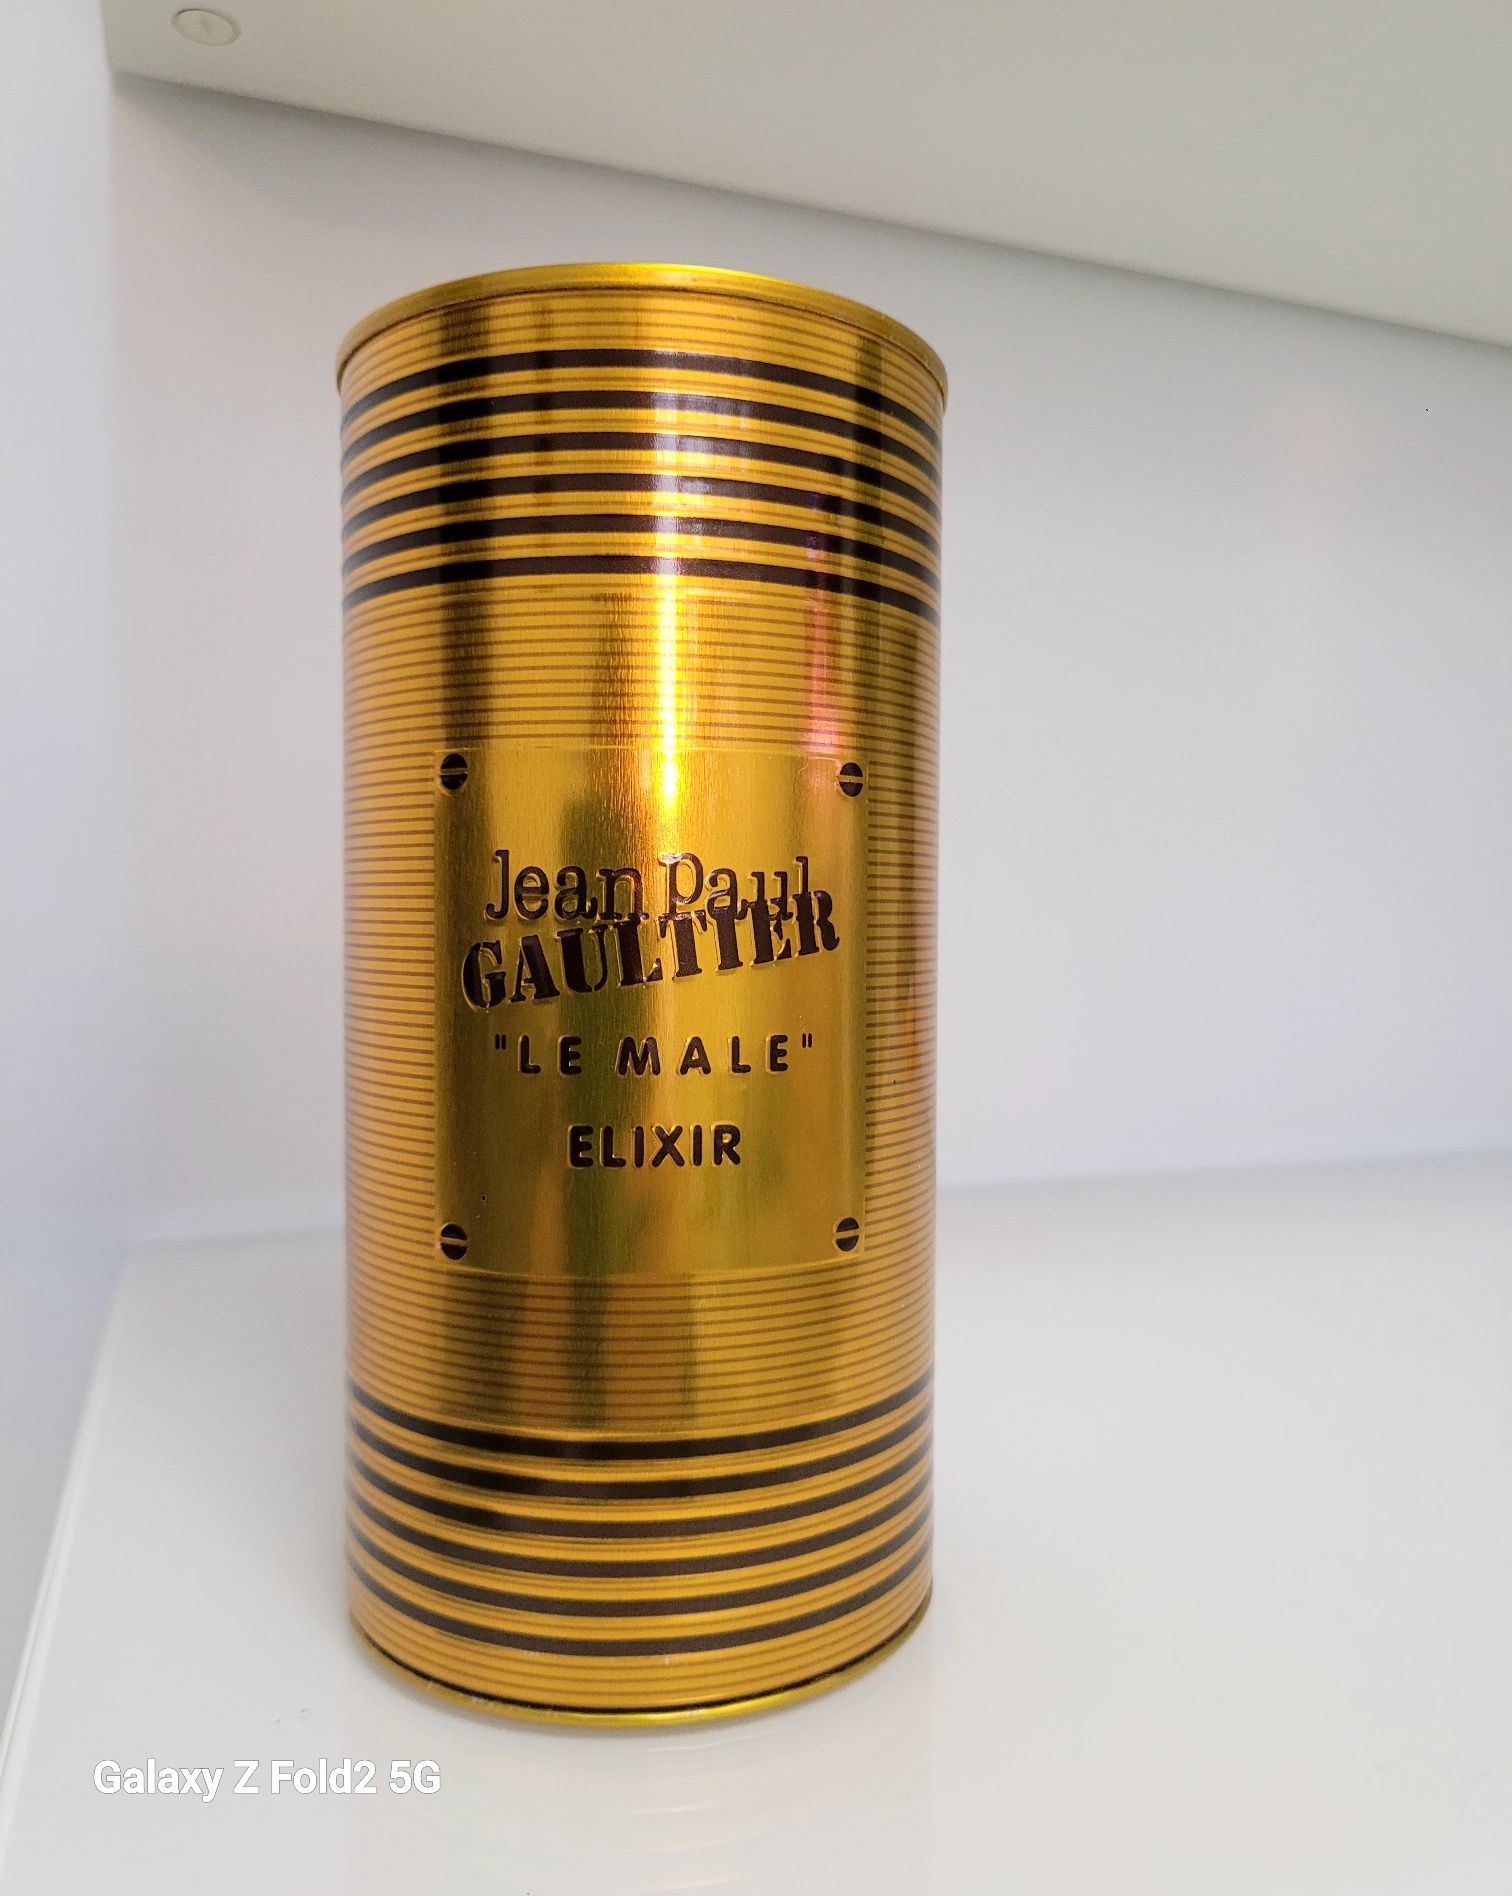 Jean Paul
GAULTIER
"LE MALE"
ELIXIR
Galaxy Z Fold2 5G